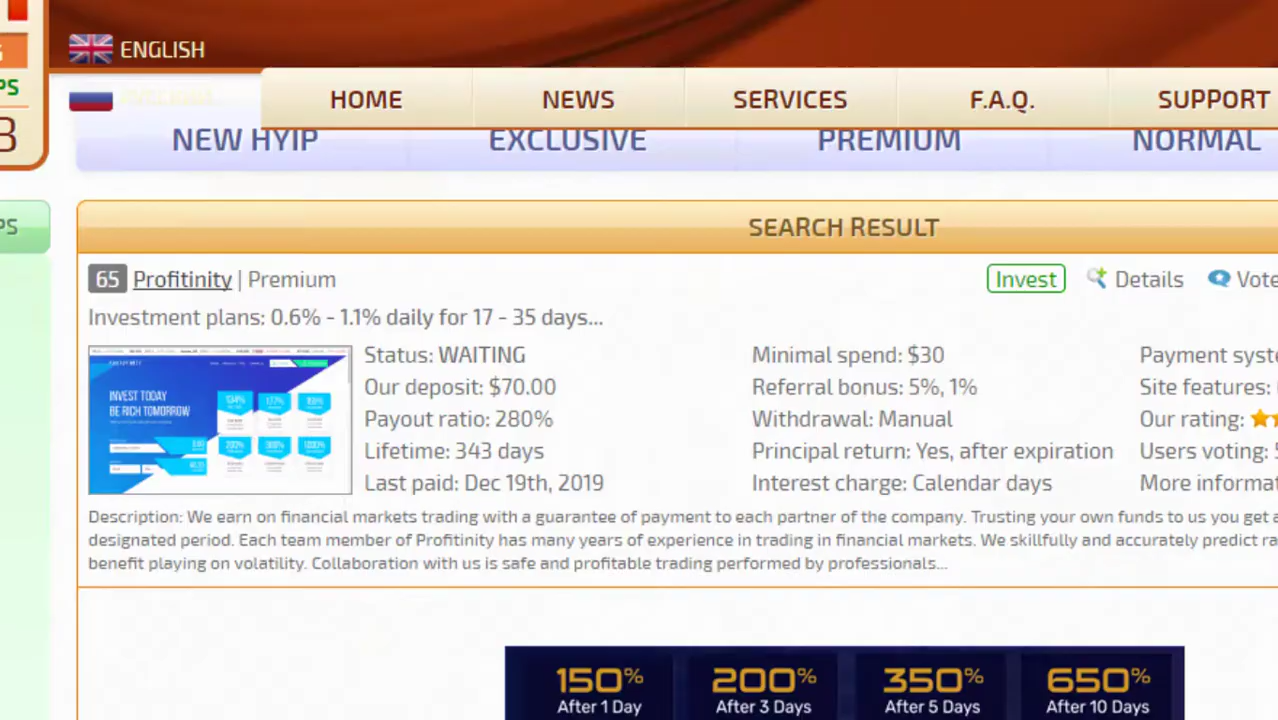 ENGLISH
PS
HOME NEWS SERVICES F.A.Q. SUPPORT
NEW HYIP EXCLUSIVE PREMIUM NORMAL
PS
SEARCH RESULT
65 Profitinity | Premium Invest Details Vote
Investment plans: 0.6% - 1.1% daily for 17 - 35 days...
INVEST TODAY
BE RICH TOMORROW
Status: WAITING Minimal spend: $30 Payment syste
Our deposit: $70.00 Referral bonus: 5%, 1% Site features:
Payout ratio: 280% Withdrawal: Manual Our rating:
Lifetime: 343 days Principal return: Yes, after expiration Users voting:
Last paid: Dec 19th, 2019 Interest charge: Calendar days More informat
Description: We earn on financial markets trading with a guarantee of payment to each partner of the company. Trusting your own funds to us you get a
designated period. Each team member of Profitinity has many years of experience in trading in financial markets. We skillfully and accurately predict ra
benefit playing on volatility. Collaboration with us is safe and profitable trading performed by professionals...
150% 200% 350% 650%
After 1 Day After 3 Days After 5 Days After 10 Days